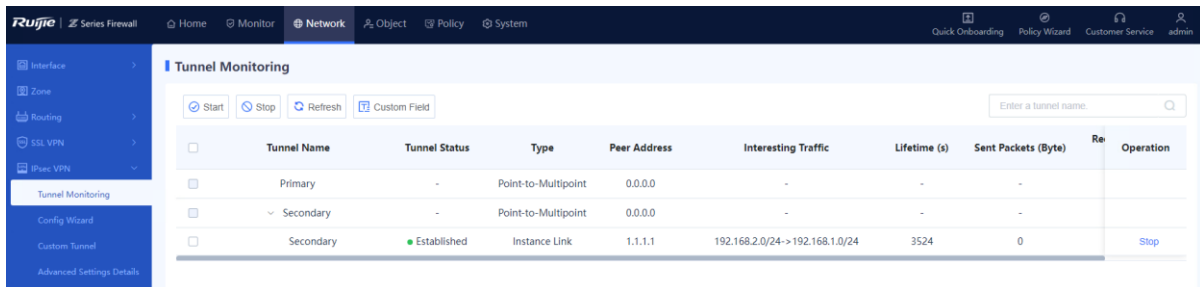 Ruijie | Z Series Firewall
Home
Monitor
Network
Object
Policy
System
Quick Onboarding
Policy Wizard
Customer Service
admin
Interface
Zone
Routing
SSL VPN
IPsec VPN
Tunnel Monitoring
Config Wizard
Custom Tunnel
Advanced Settings Details
Tunnel Monitoring
Start Stop Refresh Custom Field
Enter a tunnel name.
Tunnel Name Tunnel Status Type Peer Address Interesting Traffic Lifetime (s) Sent Packets (Byte) Operation
Primary - Point-to-Multipoint 0.0.0.0 - - -
Secondary - Point-to-Multipoint 0.0.0.0 - - -
Secondary Established Instance Link 1.1.1.1 192.168.2.0/24->192.168.1.0/24 3524 0 Stop